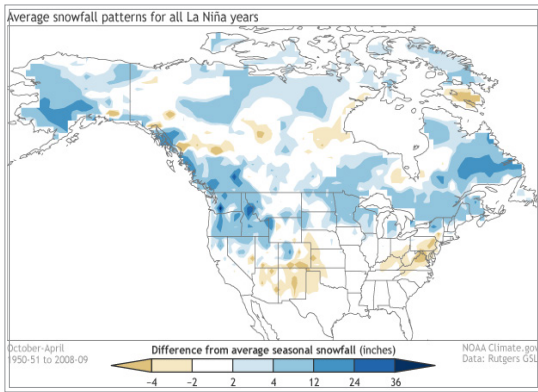 Average snowfall patterns for all La Niña years
October-April
1950-51 to 2008-09
Difference from average seasonal snowfall (inches)
−4 −2 2 4 12 24 36
NOAA Climate.gov
Data: Rutgers GSL